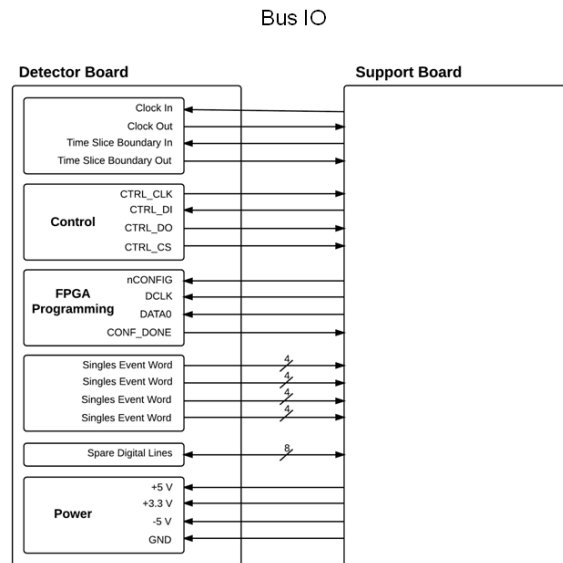 Bus IO
Detector Board
Support Board
Clock In
Clock Out
Time Slice Boundary In
Time Slice Boundary Out
Control
CTRL_CLK
CTRL_DI
CTRL_DO
CTRL_CS
FPGA
Programming
nCONFIG
DCLK
DATA0
CONF_DONE
Singles Event Word
4
Singles Event Word
4
Singles Event Word
4
Singles Event Word
4
Spare Digital Lines
8
Power
+5 V
+3.3 V
-5 V
GND